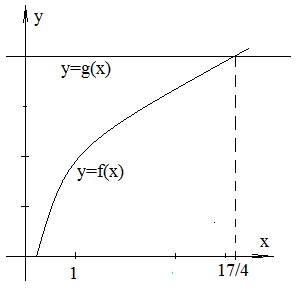 y
y=g(x)
y=f(x)
x
1
17/4